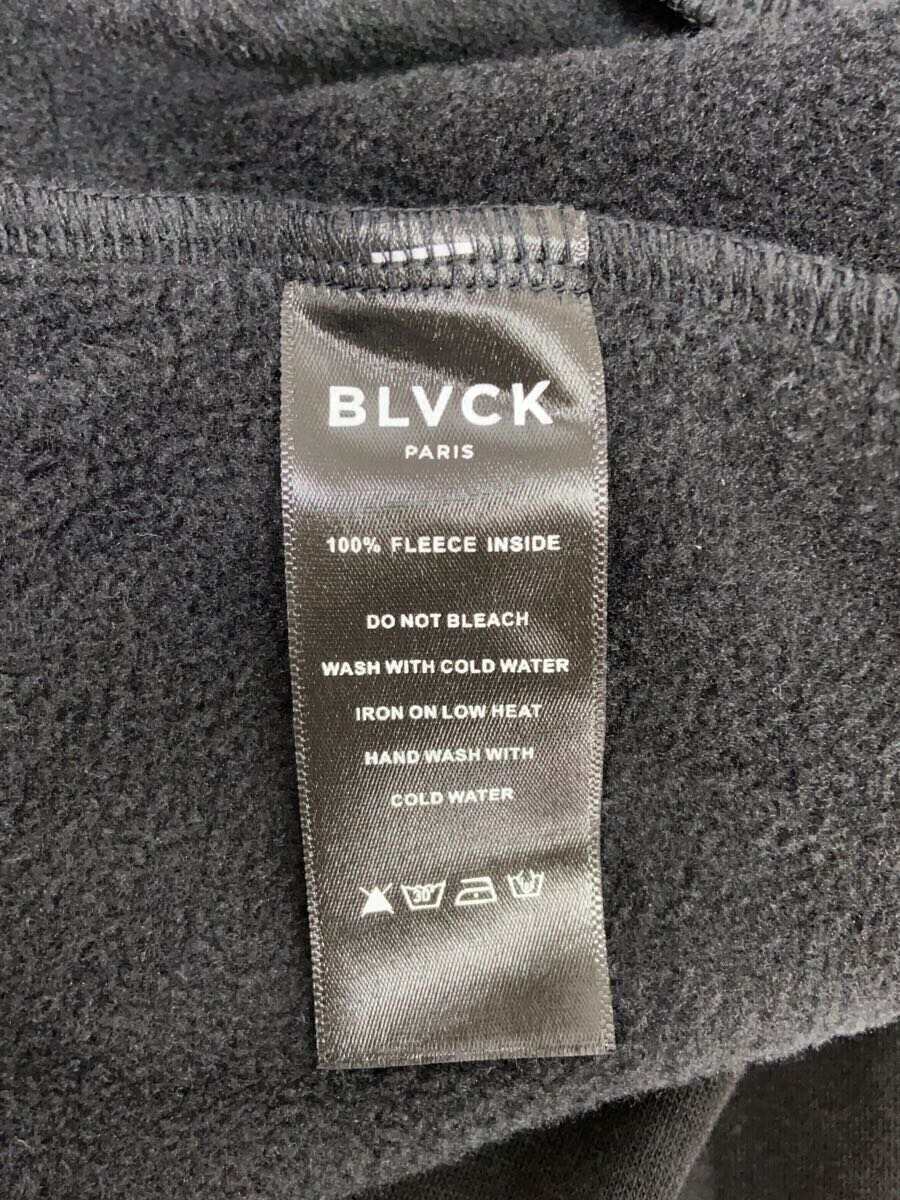 BLVCK
PARIS
100% FLEECE INSIDE
DO NOT BLEACH
WASH WITH COLD WATER
IRON ON LOW HEAT
HAND WASH WITH
COLD WATER
30°